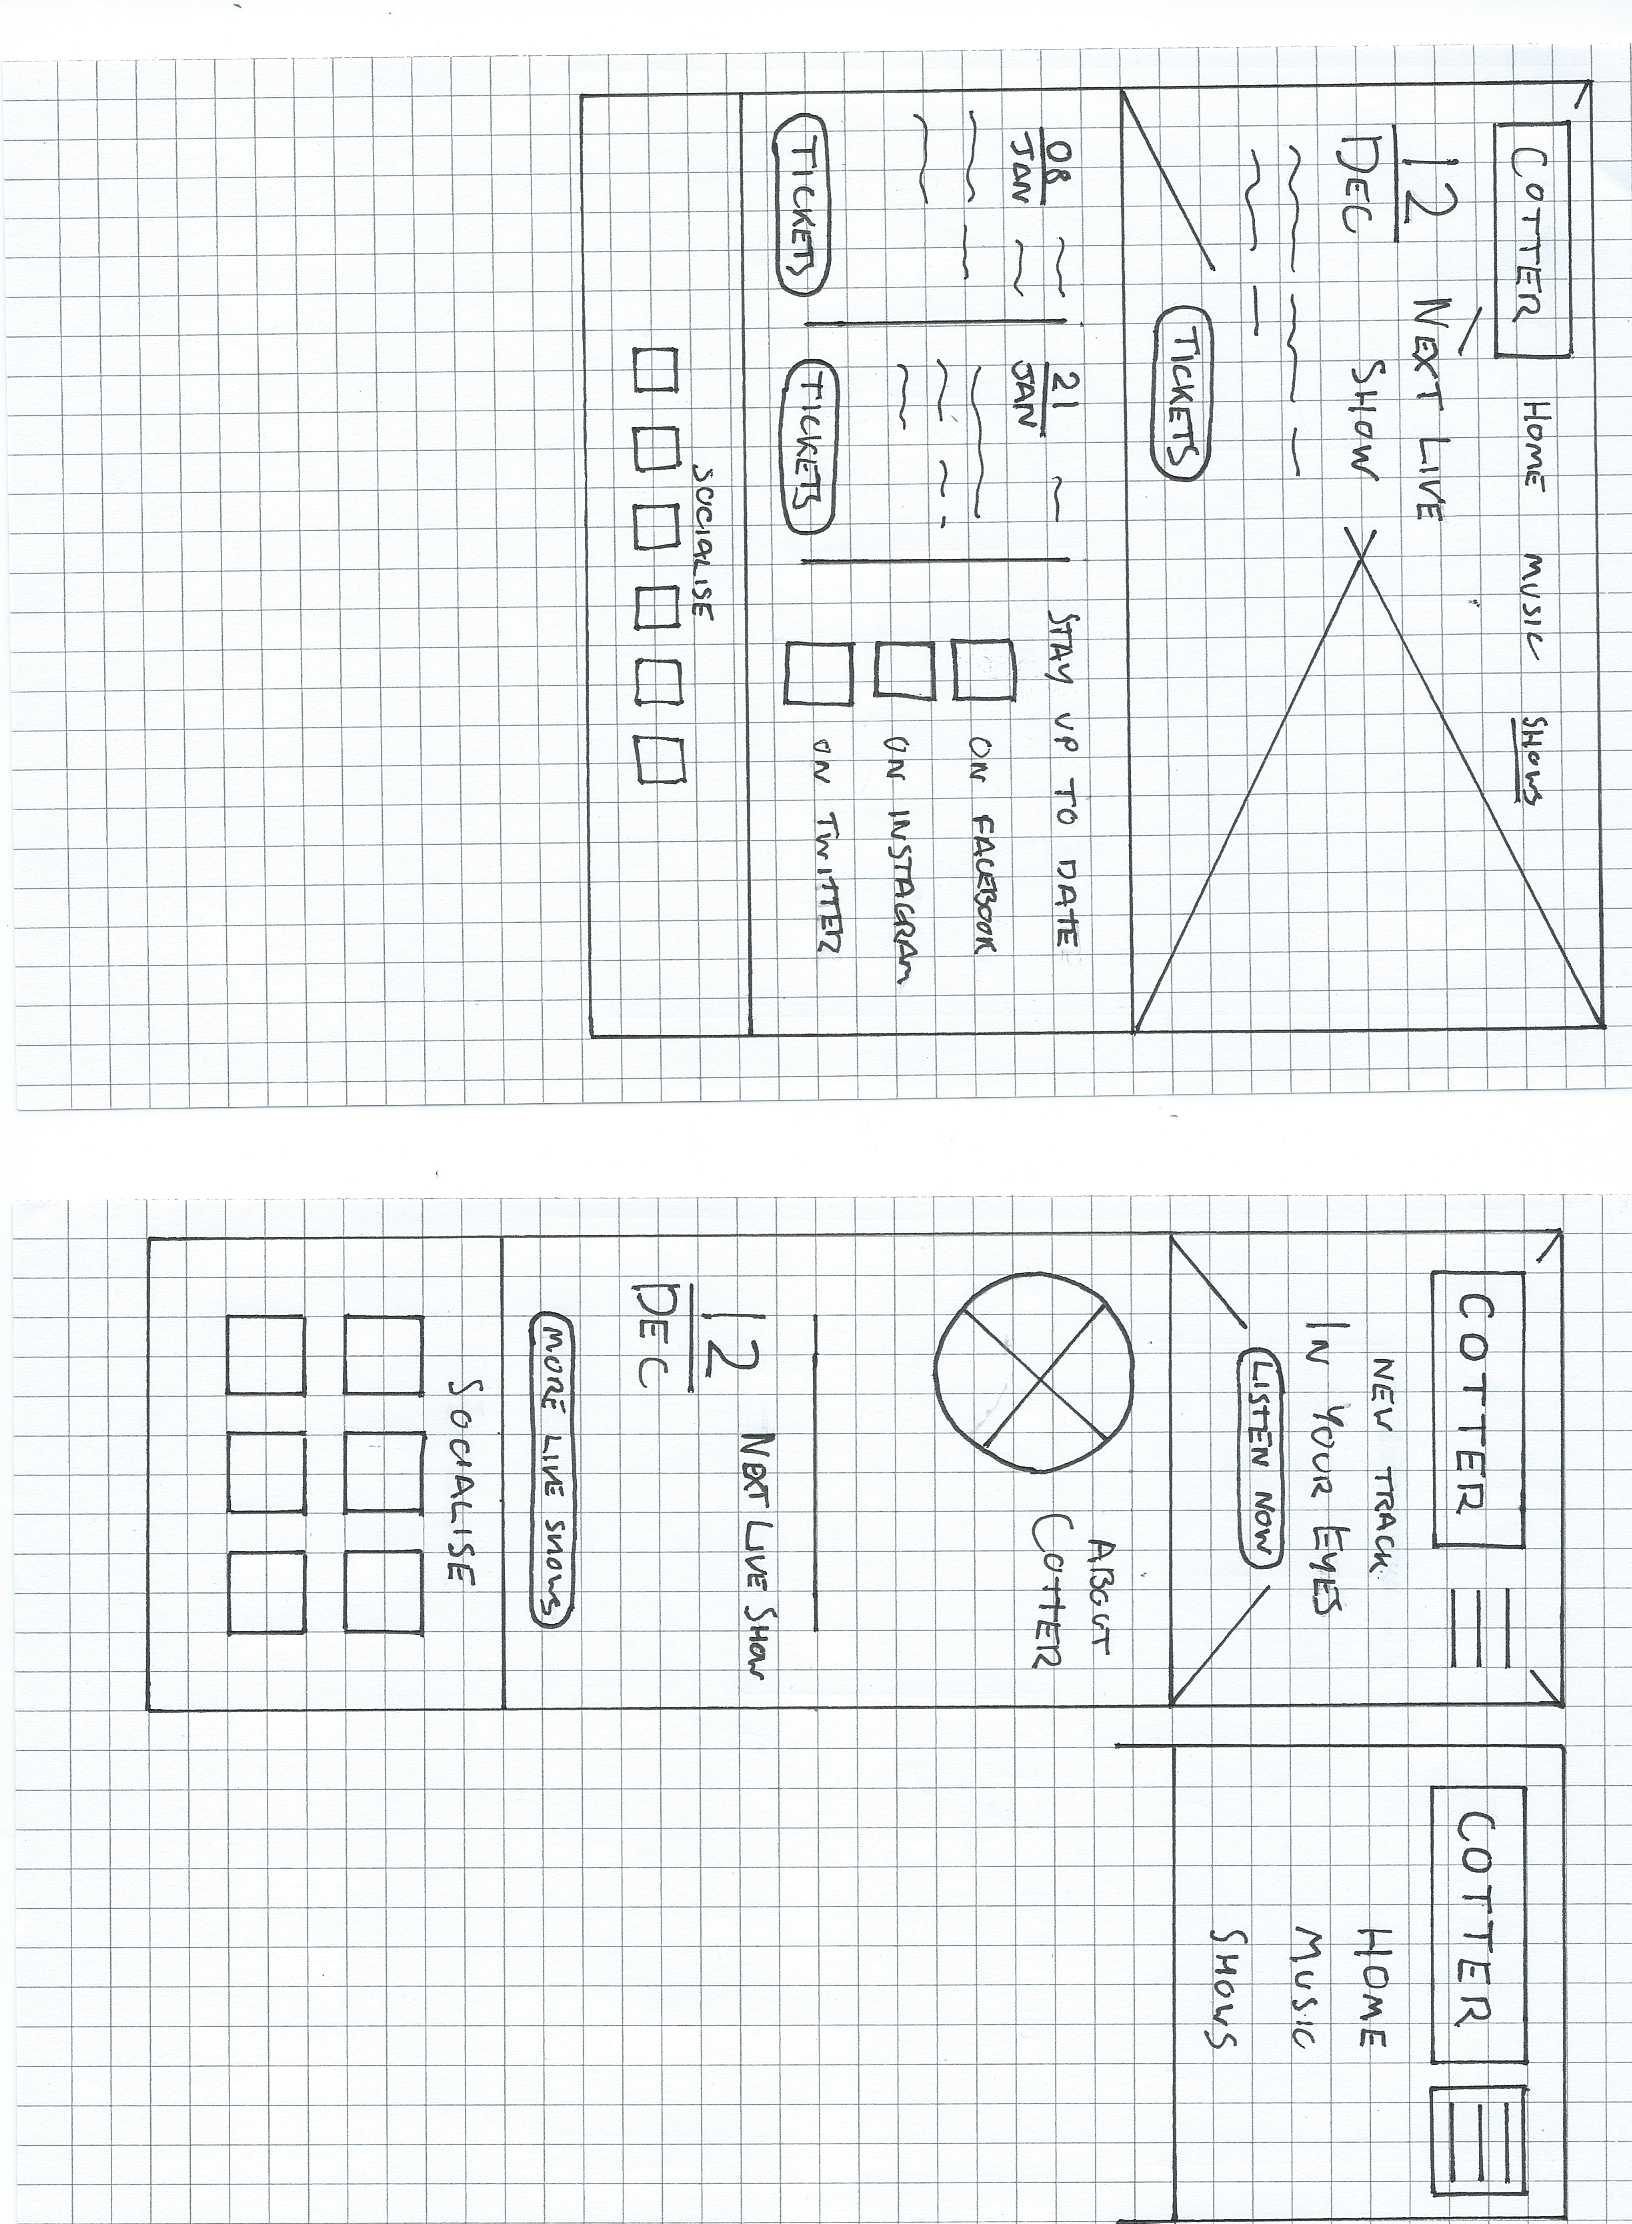 COTTER HOME MUSIC SHOWS
12
DEC
NEXT LIVE
SHOW
TICKETS
08
JAN
TICKETS
21
JAN
TICKETS
STAY UP TO DATE
ON FACEBOOK
ON INSTAGRAM
ON TWITTER
SOCIALISE
COTTER
NEW TRACK
IN YOUR EYES
LISTEN NOW
ABOUT
COTTER
12
DEC
NEXT LIVE SHOW
MORE LIVE SHOWS
SOCIALISE
COTTER
HOME
MUSIC
SHOWS